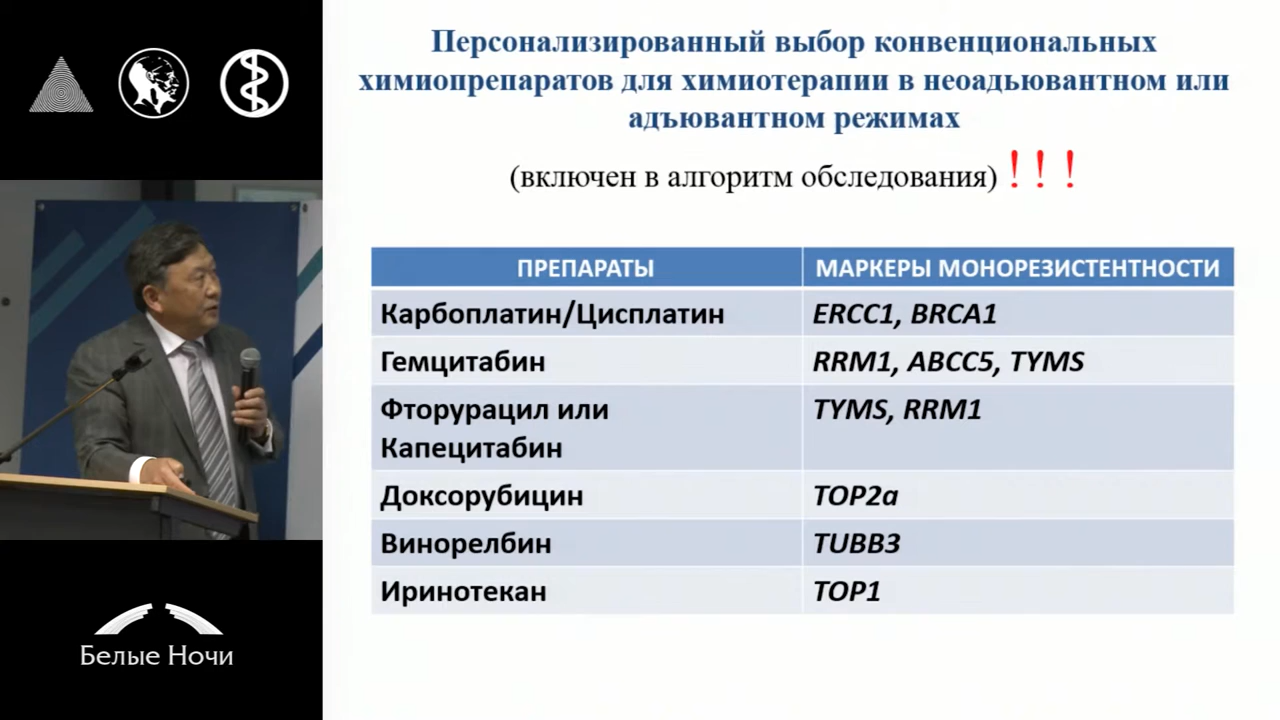 Персонализированный выбор конвенциональных
химиопрепаратов для химиотерапии в неоадьювантном или
адъювантном режимах
(включен в алгоритм обследования) ! ! !
ПРЕПАРАТЫ МАРКЕРЫ МОНОРЕЗИСТЕНТНОСТИ
Карбоплатин/Цисплатин ERCC1, BRCA1
Гемцитабин RRM1, ABCC5, TYMS
Фторурацил или TYMS, RRM1
Капецитабин
Доксорубицин TOP2a
Винорелбин TUBB3
Иринотекан TOP1
Белые Ночи